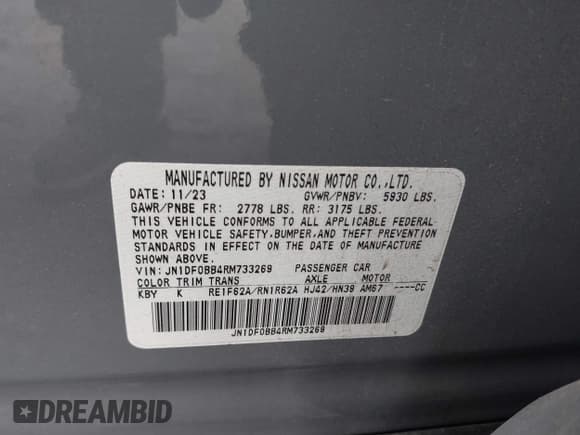 MANUFACTURED BY NISSAN MOTOR CO.,LTD.
DATE: 11/23 GVWR/PNBV: 5930 LBS.
GAWR/PNBE FR: 2778 LBS. RR: 3175 LBS.
THIS VEHICLE CONFORMS TO ALL APPLICABLE FEDERAL
MOTOR VEHICLE SAFETY,BUMPER,AND THEFT PREVENTION
STANDARDS IN EFFECT ON THE DATE OF MANUFACTURE
SHOWN ABOVE.
VIN: JN1DF0BB4RM733269 PASSENGER CAR
COLOR TRIM TRANS AXLE MOTOR
KBY K RE1F62A/RN1R62A HJ42/HN39 AM67 ----CC
JN1DF0BB4RM733269
DREAMBID